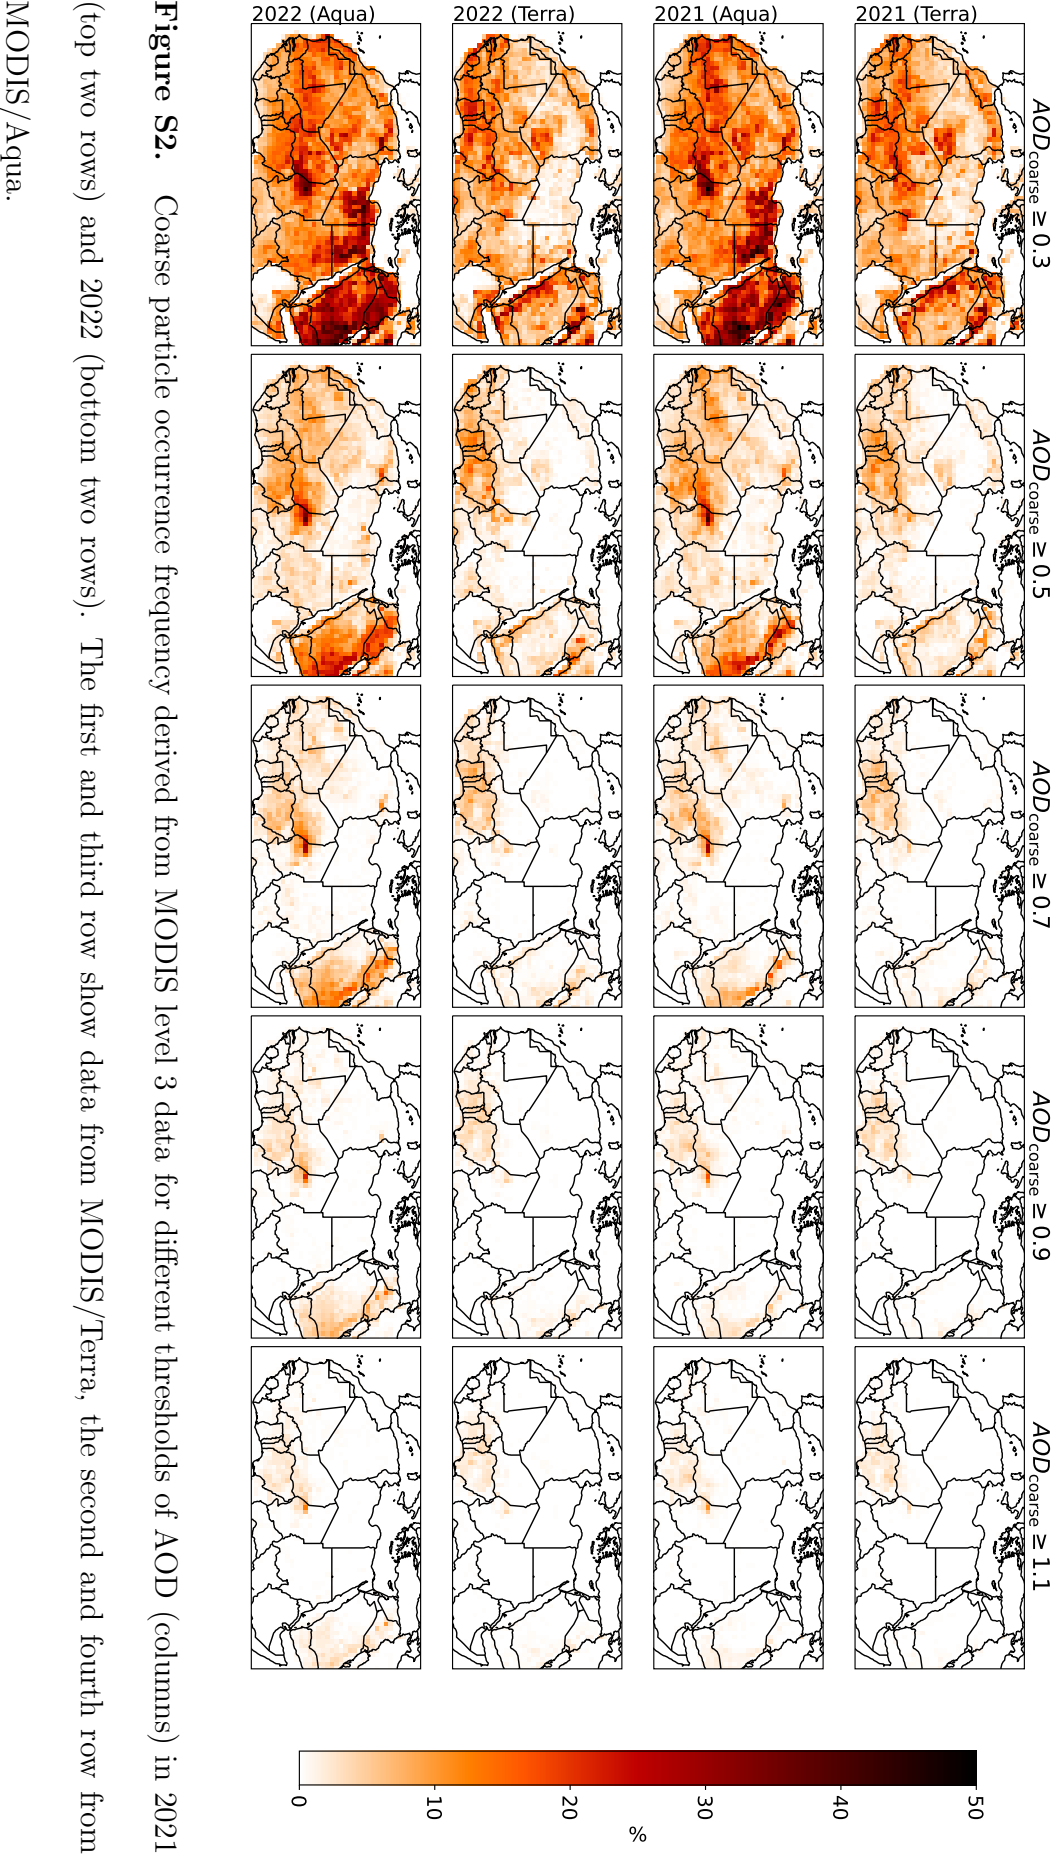 AODcoarse ≥ 0.3
AODcoarse ≥ 0.5
AODcoarse ≥ 0.7
AODcoarse ≥ 0.9
AODcoarse ≥ 1.1
2021 (Terra)
2021 (Aqua)
2022 (Terra)
2022 (Aqua)
0
10
20
30
40
50
%
Figure S2. Coarse particle occurrence frequency derived from MODIS level 3 data for different thresholds of AOD (columns) in 2021
(top two rows) and 2022 (bottom two rows). The first and third row show data from MODIS/Terra, the second and fourth row from
MODIS/Aqua.